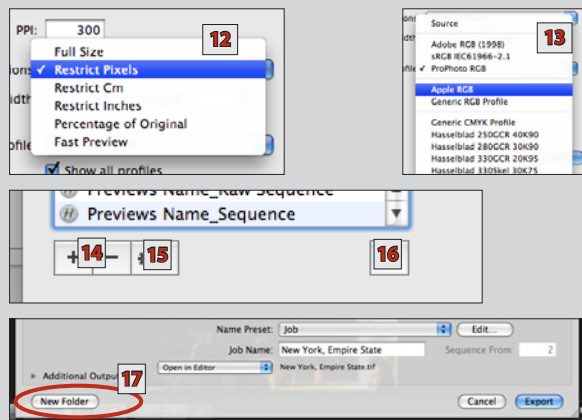 PPI: 300
12
Full Size
✓ Restrict Pixels
Restrict Cm
Restrict Inches
Percentage of Original
Fast Preview
Show all profiles
13
Source
Adobe RGB (1998)
sRGB IEC61966-2.1
✓ ProPhoto RGB
Apple RGB
Generic RGB Profile
Generic CMYK Profile
Hasselblad 250GCR 40K90
Hasselblad 280GCR 30K90
Hasselblad 330GCR 20K95
Hasselblad 330Skel 30K75
Previews Name_Raw Sequence
Previews Name_Sequence
+ 14 − 15 16
Name Preset: Job Edit...
Job Name: New York, Empire State Sequence From: 2
Additional 17
Open in Editor New York, Empire State.tif
New Folder Cancel Export